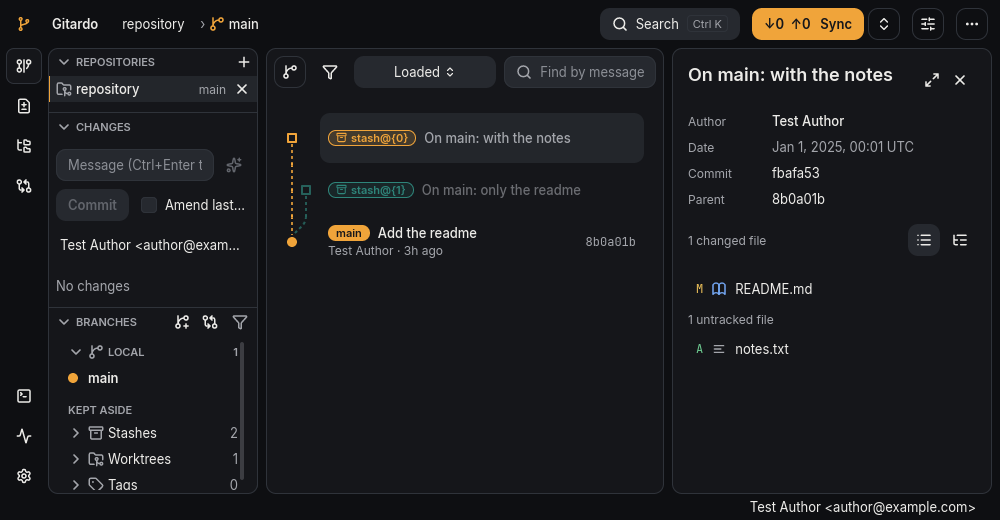 Gitardo
repository
main
Search Ctrl K
↓0 ↑0 Sync
REPOSITORIES
repository main
CHANGES
Message (Ctrl+Enter t
Commit
Amend last...
Test Author <author@exam...
No changes
BRANCHES
LOCAL 1
main
KEPT ASIDE
Stashes 2
Worktrees 1
Tags 0
Loaded
Find by message
stash@{0} On main: with the notes
stash@{1} On main: only the readme
main Add the readme
Test Author · 3h ago
8b0a01b
On main: with the notes
Author Test Author
Date Jan 1, 2025, 00:01 UTC
Commit fbafa53
Parent 8b0a01b
1 changed file
M README.md
1 untracked file
A notes.txt
Test Author <author@example.com>